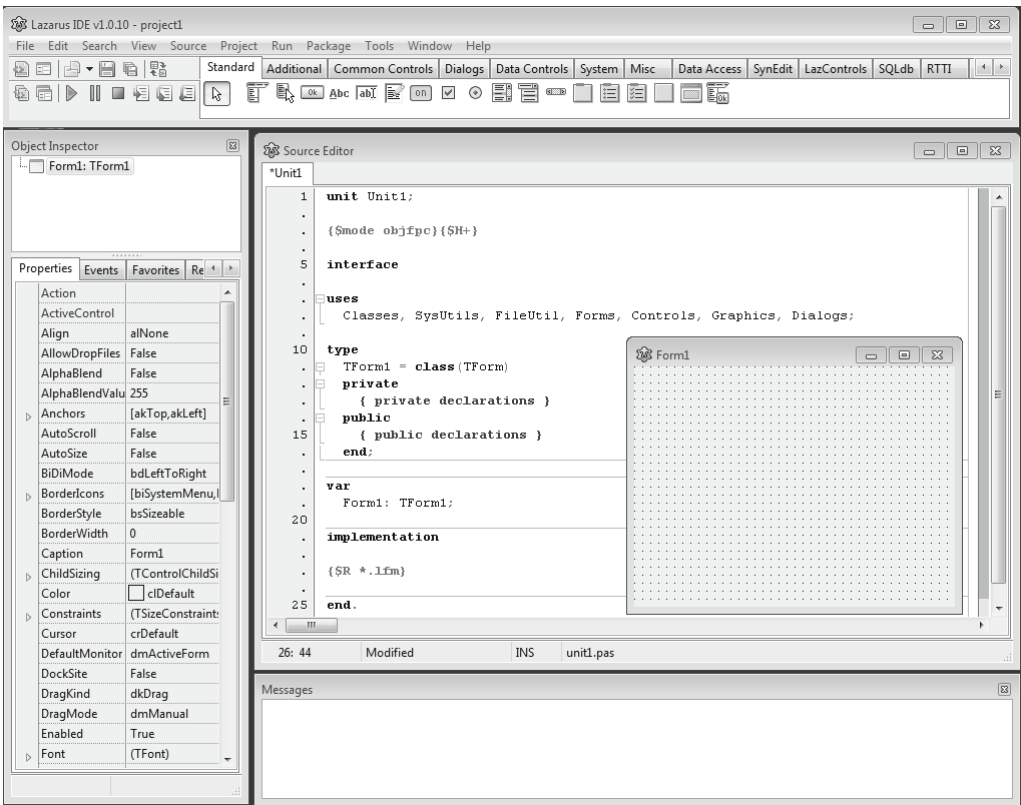 Lazarus IDE v1.0.10 - project1
File Edit Search View Source Project Run Package Tools Window Help
Standard Additional Common Controls Dialogs Data Controls System Misc Data Access SynEdit LazControls SQLdb RTTI
Ok Abc abI on Ok
Object Inspector
Form1: TForm1
Properties Events Favorites Re
Action
ActiveControl
Align alNone
AllowDropFiles False
AlphaBlend False
AlphaBlendValu 255
Anchors [akTop,akLeft]
AutoScroll False
AutoSize False
BiDiMode bdLeftToRight
BorderIcons [biSystemMenu,
BorderStyle bsSizeable
BorderWidth 0
Caption Form1
ChildSizing (TControlChildSi
Color clDefault
Constraints (TSizeConstraint
Cursor crDefault
DefaultMonitor dmActiveForm
DockSite False
DragKind dkDrag
DragMode dmManual
Enabled True
Font (TFont)
Source Editor
*Unit1
1 unit Unit1;
{$mode objfpc}{$H+}
5 interface
uses
Classes, SysUtils, FileUtil, Forms, Controls, Graphics, Dialogs;
10 type
TForm1 = class(TForm)
private
{ private declarations }
public
15 { public declarations }
end;
var
Form1: TForm1;
20
implementation
{$R *.lfm}
25 end.
Form1
26: 44 Modified INS unit1.pas
Messages